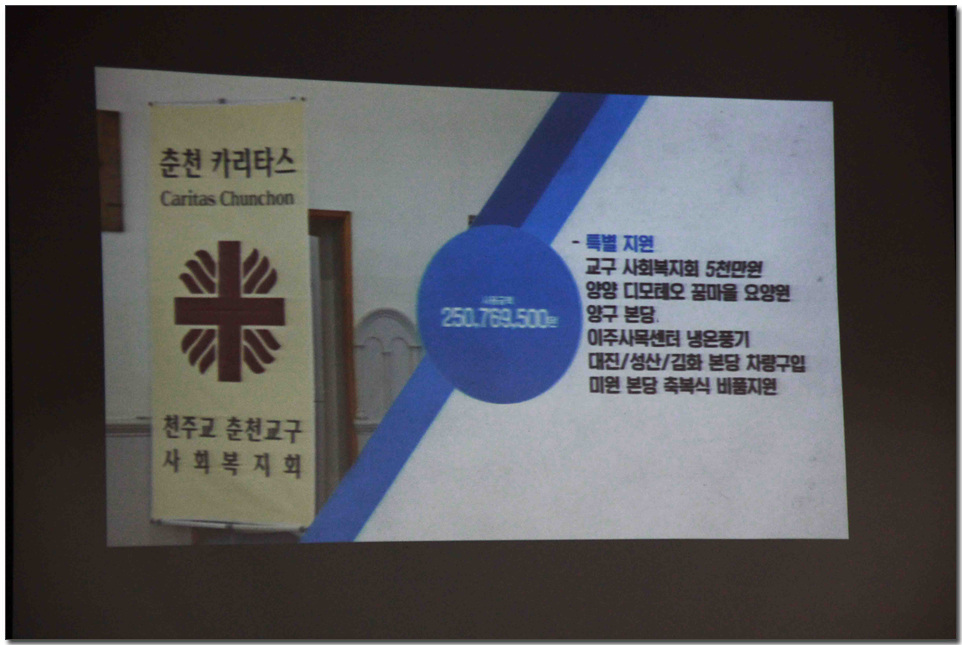 춘천 카리타스
Caritas Chunchon
천주교 춘천교구
사 회 복 지 회
사용금액
250,769,500원
- 특별 지원
교구 사회복지회 5천만원
양양 디모테오 꿈마을 요양원
양구 본당
이주사목센터 냉온풍기
대진/성산/김화 본당 차량구입
미원 본당 축복식 비품지원